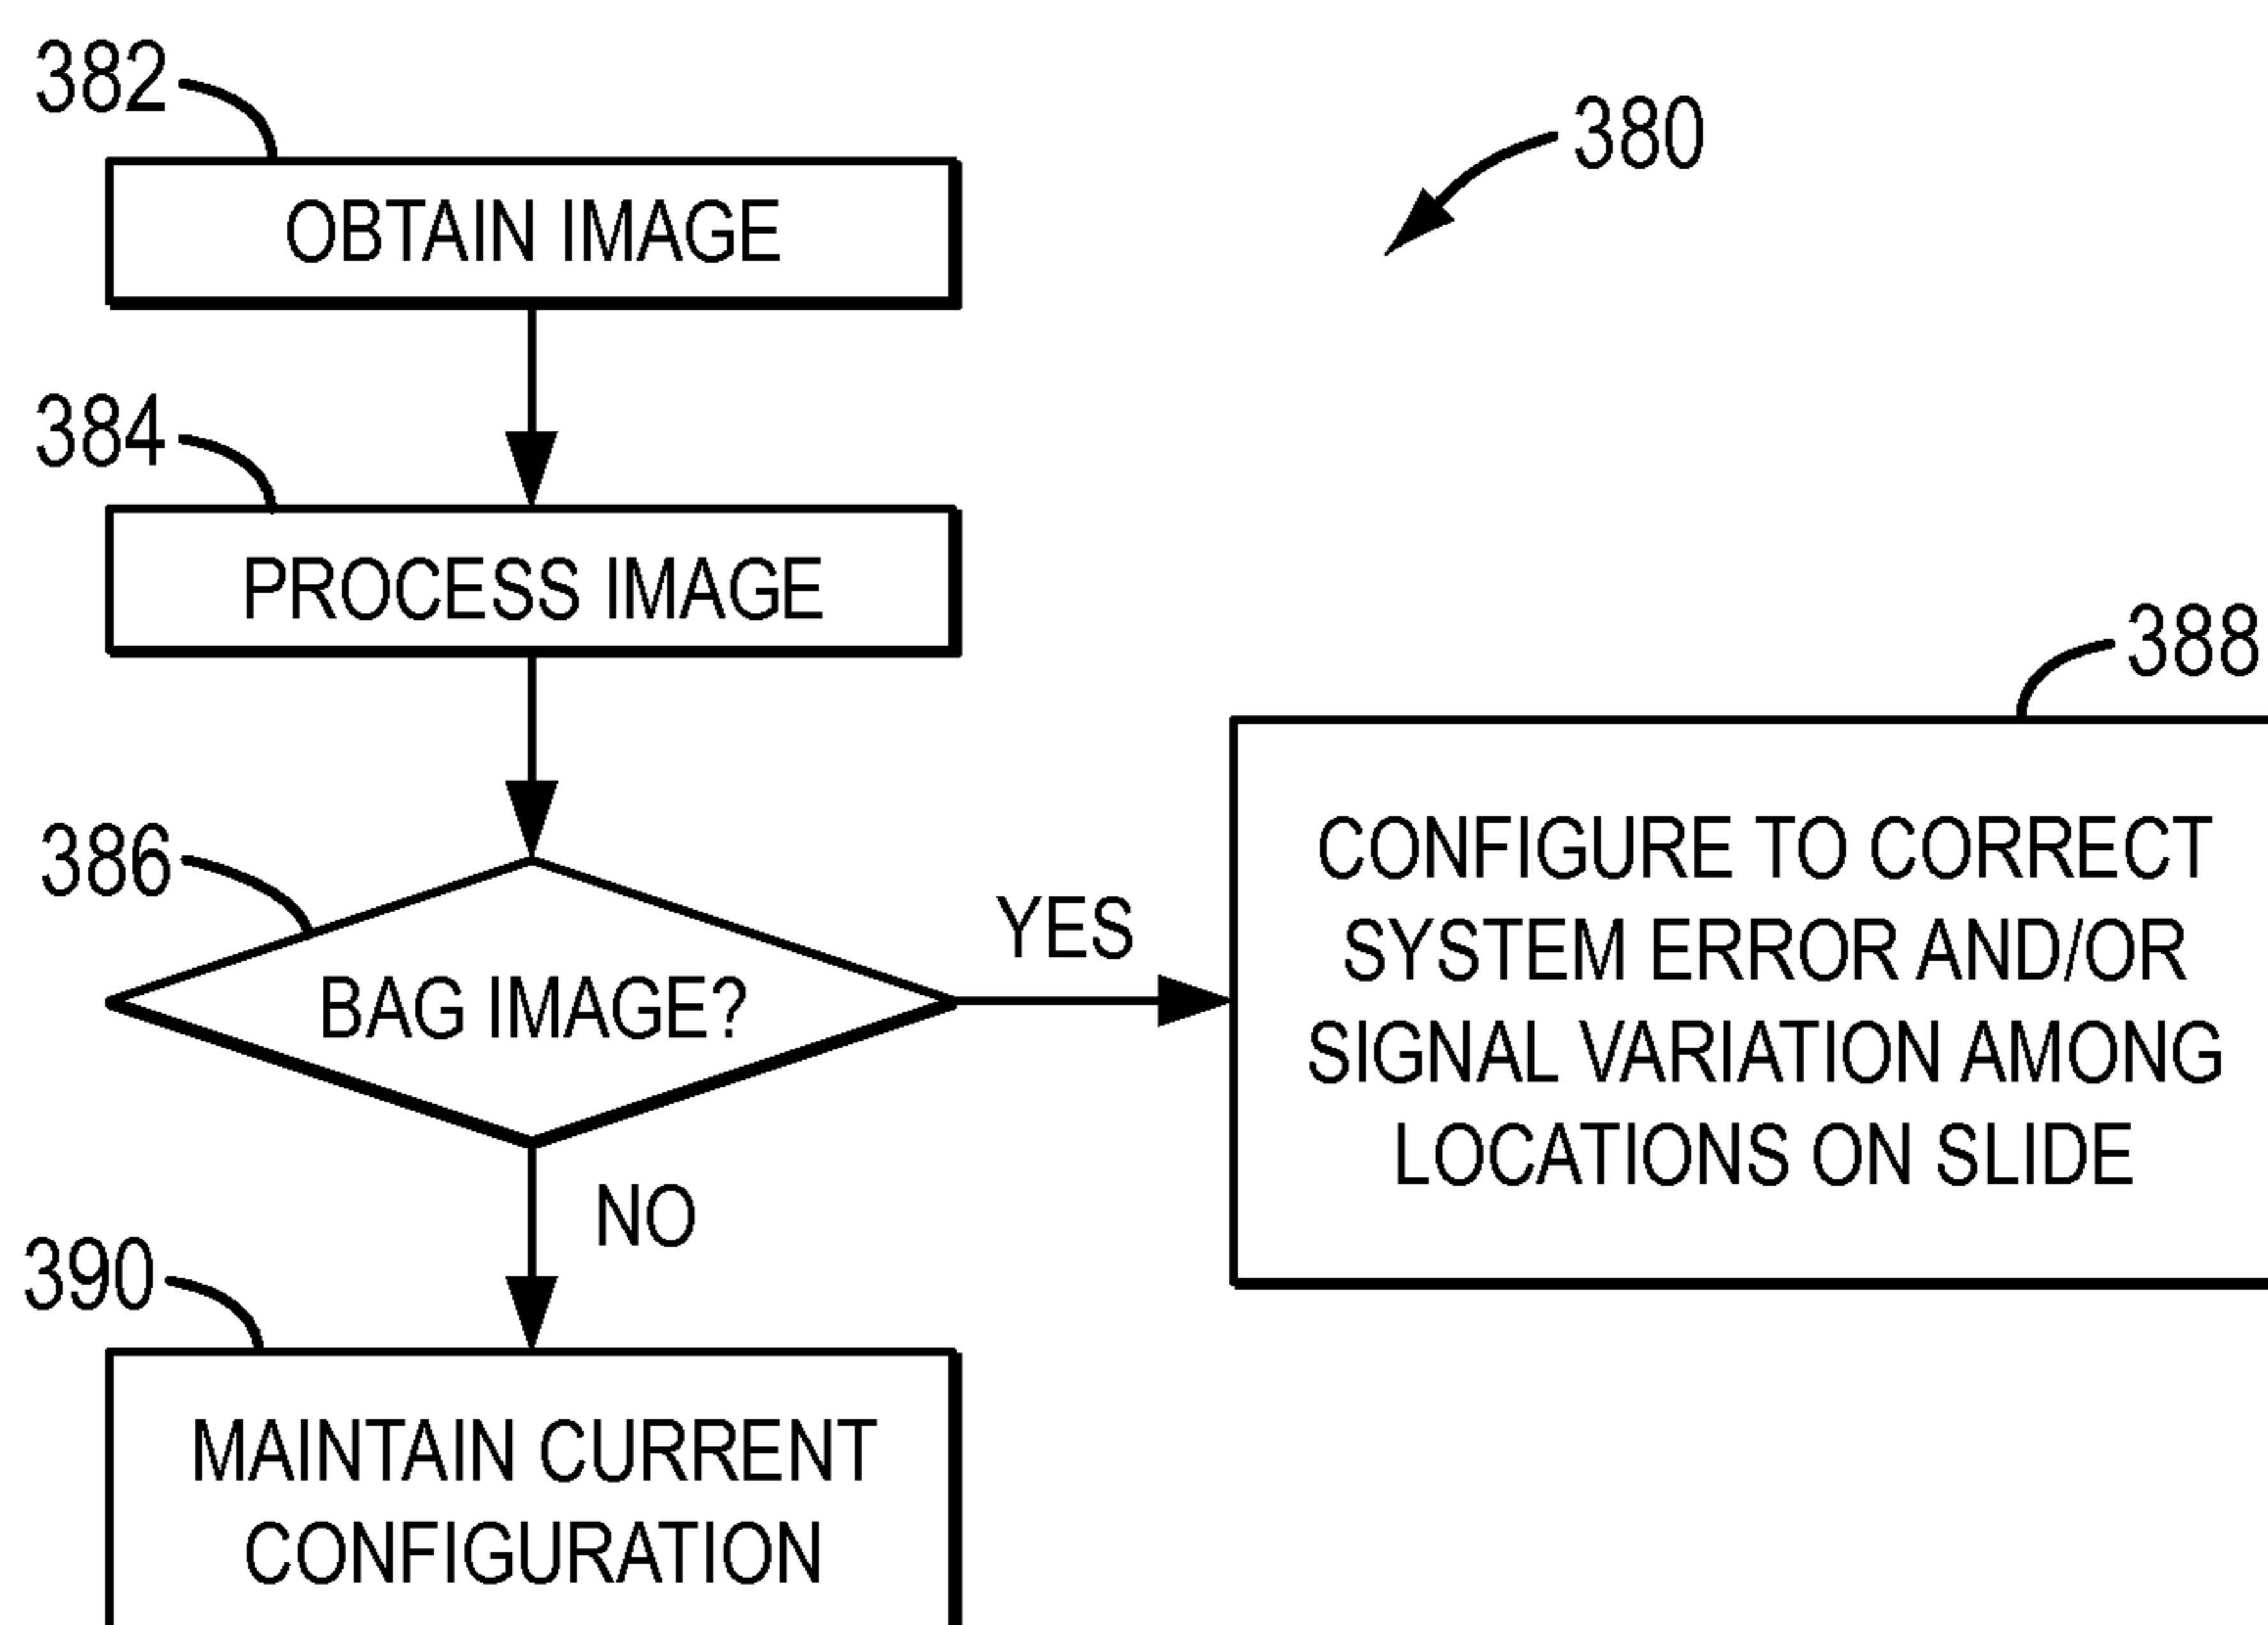 382
380
OBTAIN IMAGE
384
PROCESS IMAGE
388
386
BAG IMAGE?
YES
CONFIGURE TO CORRECT
SYSTEM ERROR AND/OR
SIGNAL VARIATION AMONG
LOCATIONS ON SLIDE
NO
390
MAINTAIN CURRENT
CONFIGURATION